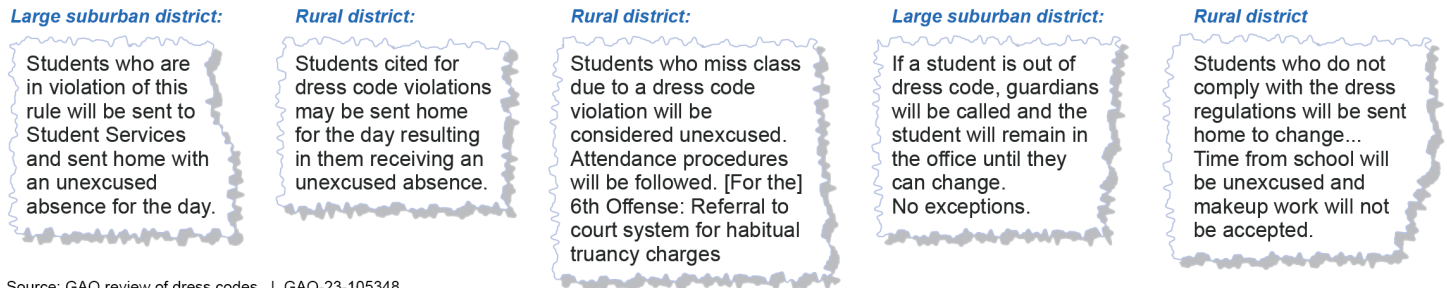 Large suburban district:
Students who are
in violation of this
rule will be sent to
Student Services
and sent home with
an unexcused
absence for the day.
Rural district:
Students cited for
dress code violations
may be sent home
for the day resulting
in them receiving an
unexcused absence.
Rural district:
Students who miss class
due to a dress code
violation will be
considered unexcused.
Attendance procedures
will be followed. [For the]
6th Offense: Referral to
court system for habitual
truancy charges
Large suburban district:
If a student is out of
dress code, guardians
will be called and the
student will remain in
the office until they
can change.
No exceptions.
Rural district
Students who do not
comply with the dress
regulations will be sent
home to change...
Time from school will
be unexcused and
makeup work will not
be accepted.
Source: GAO review of dress codes. | GAO-23-105348